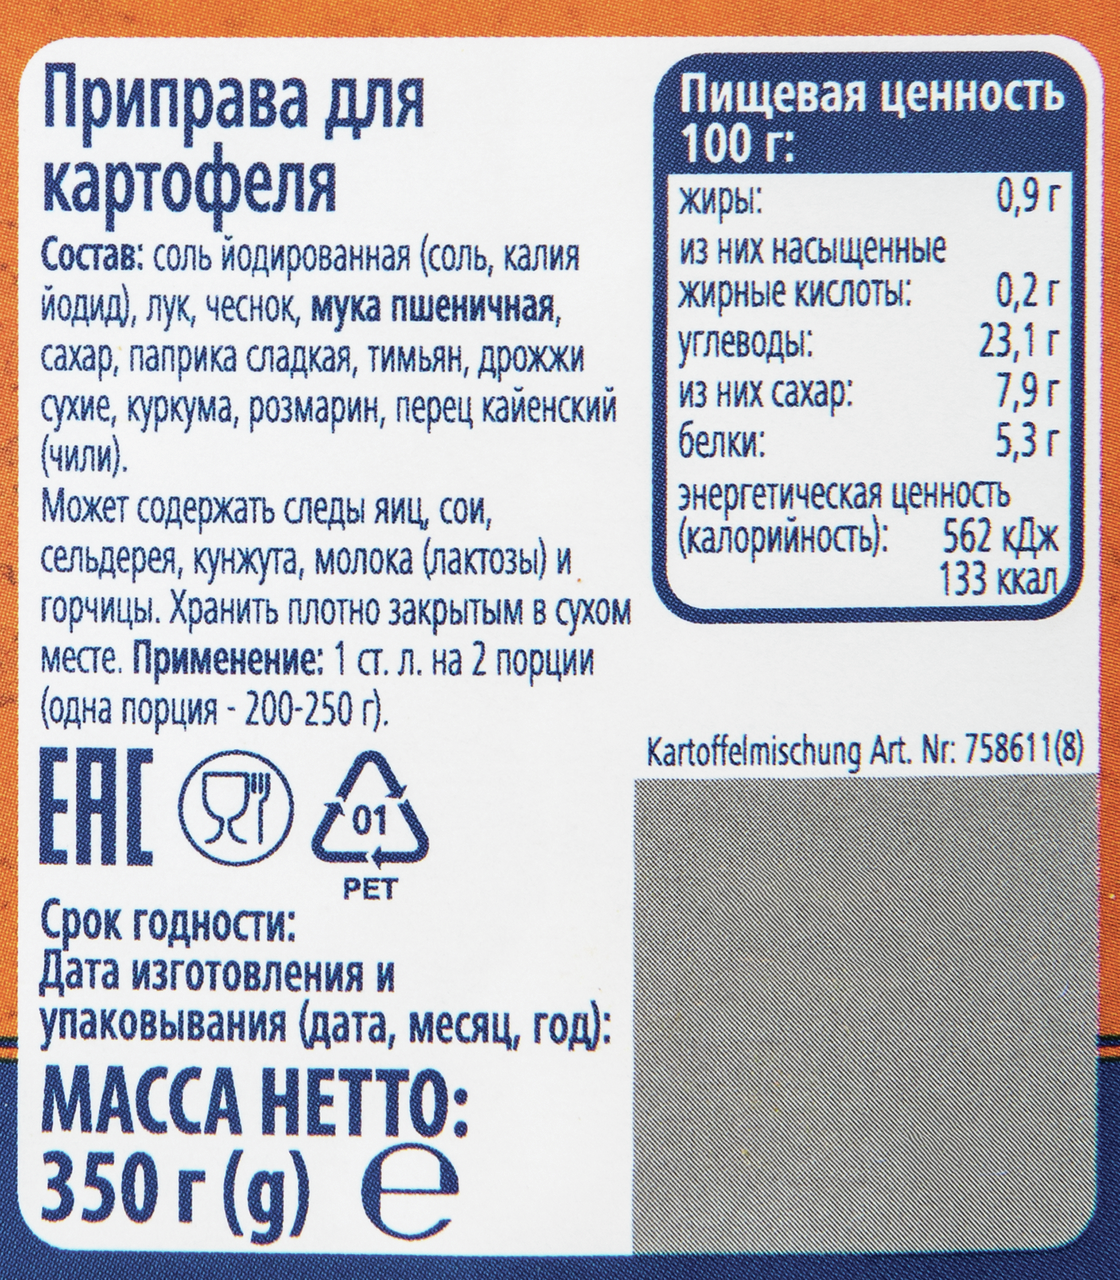 Приправа для
картофеля
Состав: соль йодированная (соль, калия
йодид), лук, чеснок, мука пшеничная,
сахар, паприка сладкая, тимьян, дрожжи
сухие, куркума, розмарин, перец кайенский
(чили).
Может содержать следы яиц, сои,
сельдерея, кунжута, молока (лактозы) и
горчицы. Хранить плотно закрытым в сухом
месте. Применение: 1 ст. л. на 2 порции
(одна порция - 200-250 г).
EAC
01
PET
Срок годности:
Дата изготовления и
упаковывания (дата, месяц, год):
МАССА НЕТТО:
350 г (g) e
Пищевая ценность
100 г:
жиры: 0,9 г
из них насыщенные
жирные кислоты: 0,2 г
углеводы: 23,1 г
из них сахар: 7,9 г
белки: 5,3 г
энергетическая ценность
(калорийность): 562 кДж
133 ккал
Kartoffelmischung Art. Nr: 758611(8)